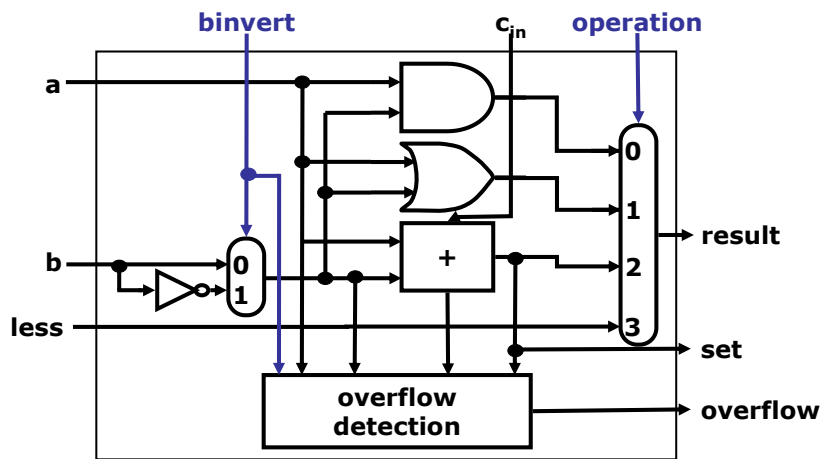 binvert
c_in
operation
a
0
1
b
0
1
+
2
result
less
3
set
overflow
detection
overflow